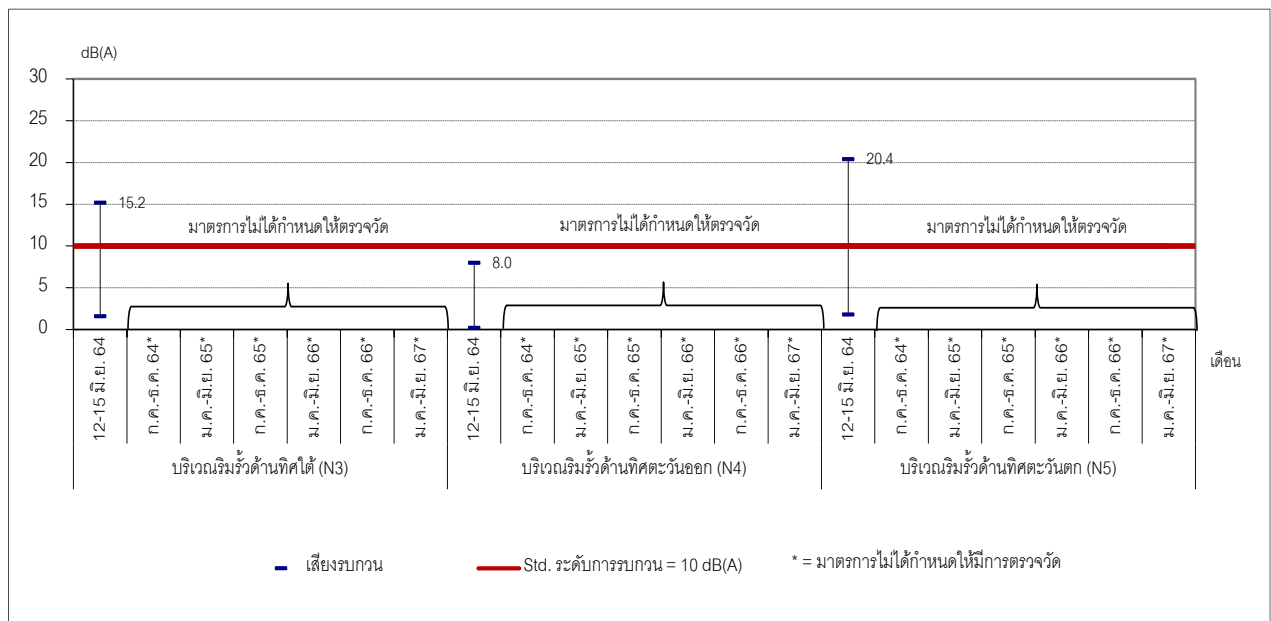 dB(A)
30
25
20
15
10
5
0
15.2
8.0
20.4
มาตรการไม่ได้กำหนดให้ตรวจวัด
มาตรการไม่ได้กำหนดให้ตรวจวัด
มาตรการไม่ได้กำหนดให้ตรวจวัด
12-15 มิ.ย. 64
ก.ค.-ธ.ค. 64*
ม.ค.-มิ.ย. 65*
ก.ค.-ธ.ค. 65*
ม.ค.-มิ.ย. 66*
ก.ค.-ธ.ค. 66*
ม.ค.-มิ.ย. 67*
12-15 มิ.ย. 64
ก.ค.-ธ.ค. 64*
ม.ค.-มิ.ย. 65*
ก.ค.-ธ.ค. 65*
ม.ค.-มิ.ย. 66*
ก.ค.-ธ.ค. 66*
ม.ค.-มิ.ย. 67*
12-15 มิ.ย. 64
ก.ค.-ธ.ค. 64*
ม.ค.-มิ.ย. 65*
ก.ค.-ธ.ค. 65*
ม.ค.-มิ.ย. 66*
ก.ค.-ธ.ค. 66*
ม.ค.-มิ.ย. 67*
เดือน
บริเวณริมรั้วด้านทิศใต้ (N3)
บริเวณริมรั้วด้านทิศตะวันออก (N4)
บริเวณริมรั้วด้านทิศตะวันตก (N5)
เสียงรบกวน
Std. ระดับการรบกวน = 10 dB(A)
* = มาตรการไม่ได้กำหนดให้มีการตรวจวัด